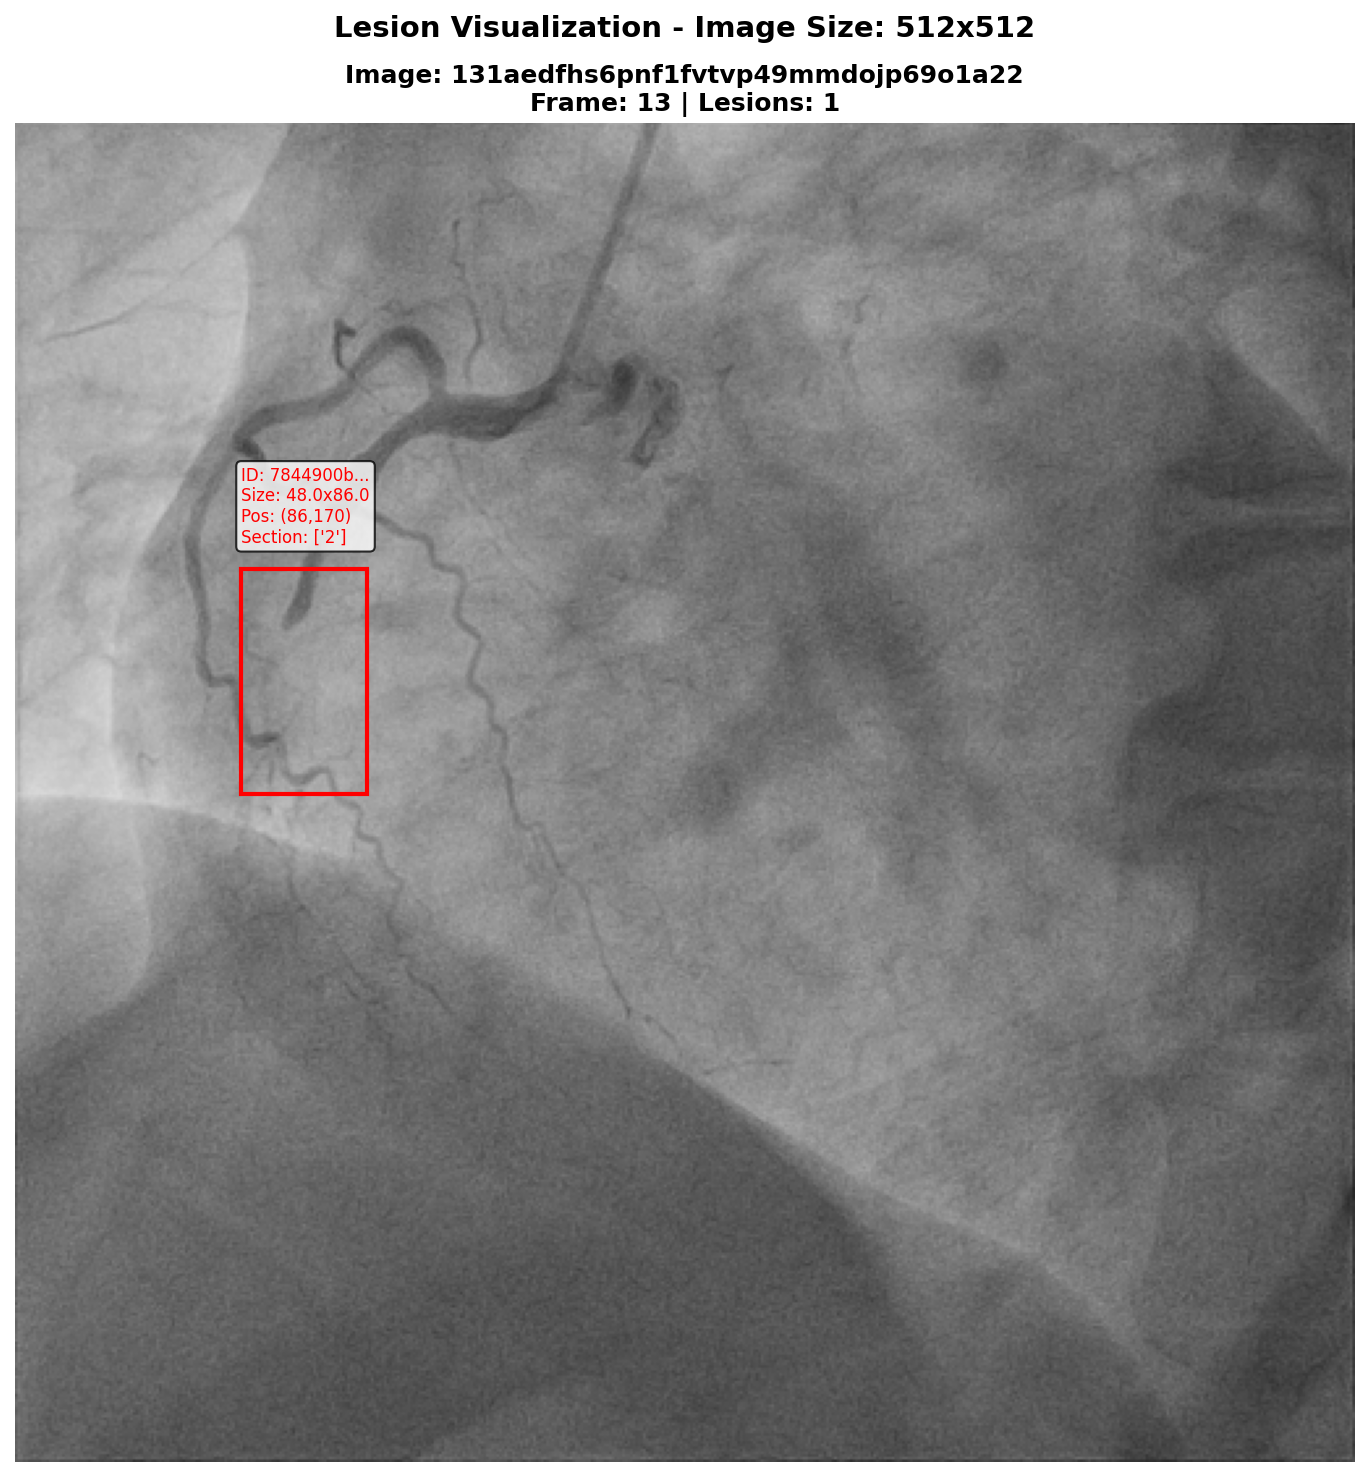 Lesion Visualization - Image Size: 512x512
Image: 131aedfhs6pnf1fvtvp49mmdojp69o1a22
Frame: 13 | Lesions: 1
ID: 7844900b...
Size: 48.0x86.0
Pos: (86,170)
Section: ['2']